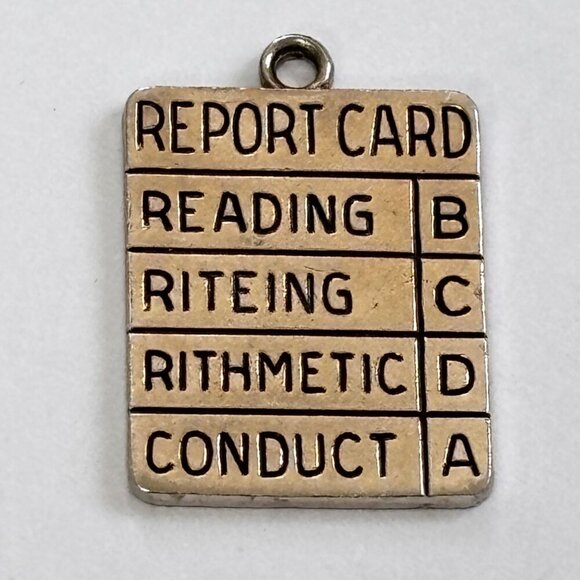 REPORT CARD
READING B
RITEING C
RITHMETIC D
CONDUCT A